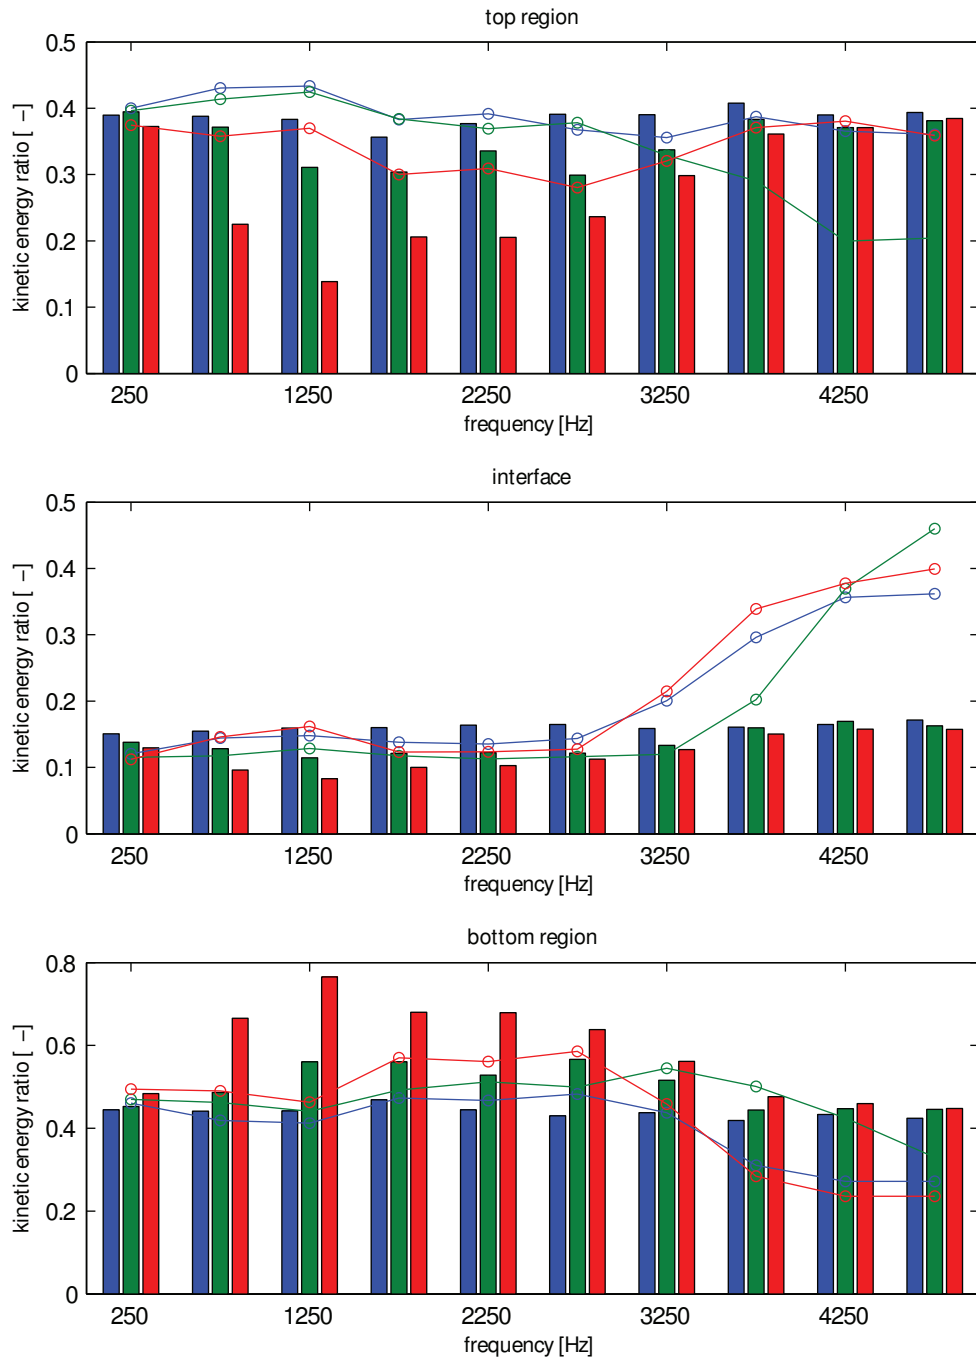 top region
0.5
0.4
0.3
0.2
0.1
0
kinetic energy ratio [ −]
250 1250 2250 3250 4250
frequency [Hz]
interface
0.5
0.4
0.3
0.2
0.1
0
kinetic energy ratio [ −]
250 1250 2250 3250 4250
frequency [Hz]
bottom region
0.8
0.6
0.4
0.2
0
kinetic energy ratio [ −]
250 1250 2250 3250 4250
frequency [Hz]